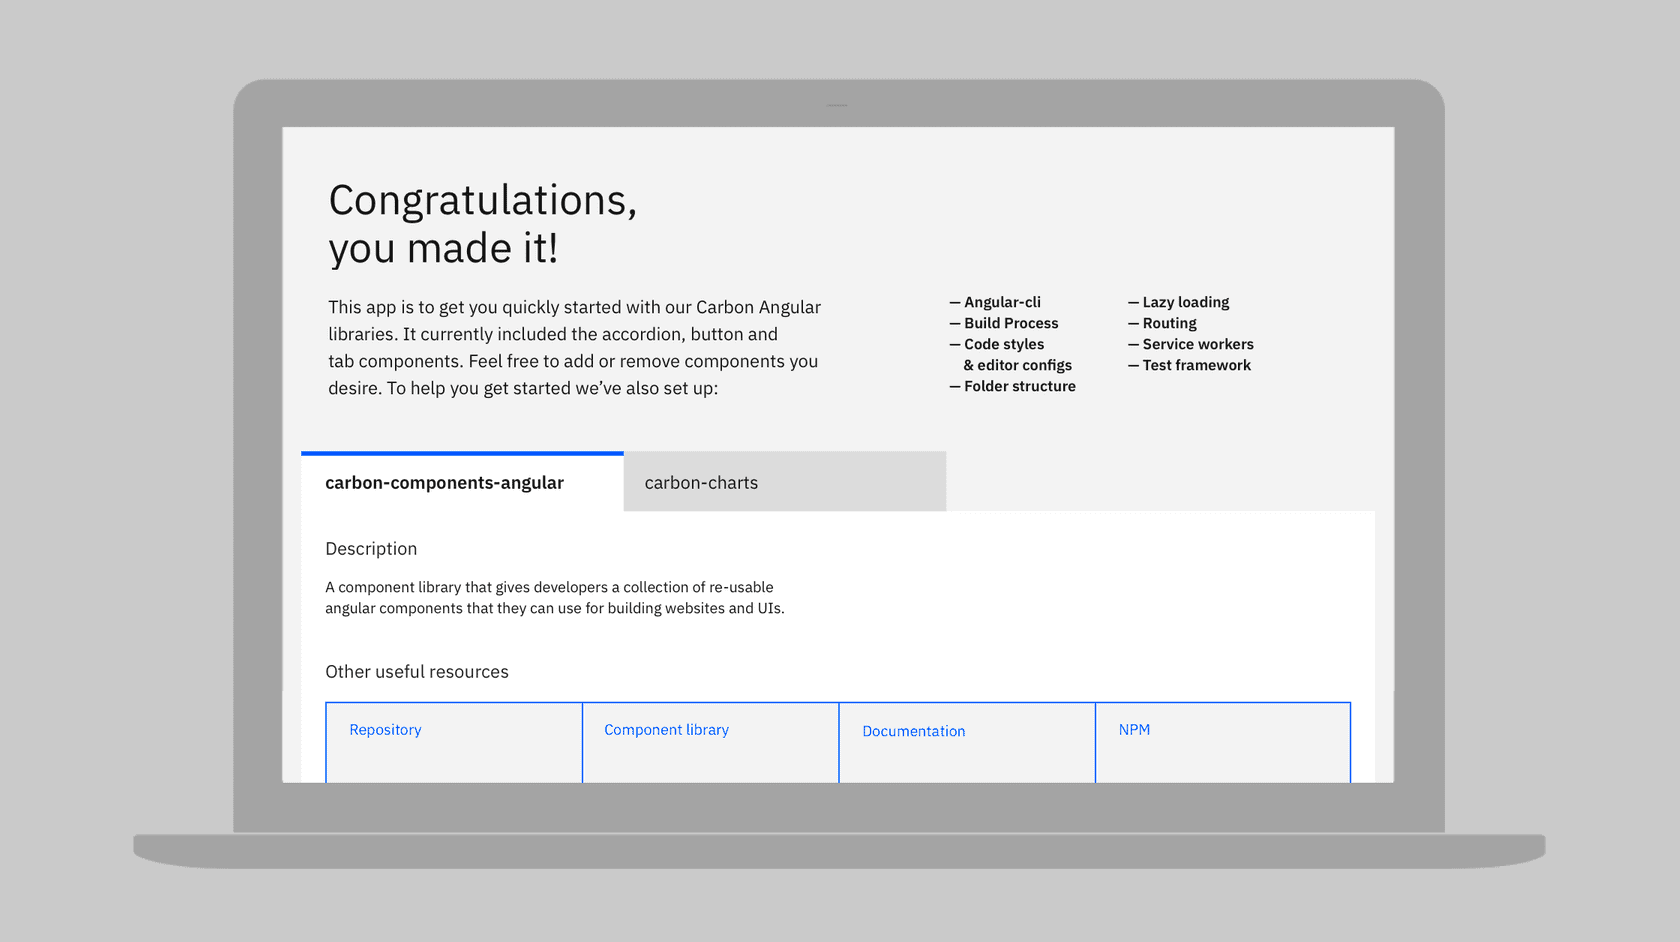 Congratulations,
you made it!
This app is to get you quickly started with our Carbon Angular
libraries. It currently included the accordion, button and
tab components. Feel free to add or remove components you
desire. To help you get started we’ve also set up:
— Angular-cli
— Build Process
— Code styles
& editor configs
— Folder structure
— Lazy loading
— Routing
— Service workers
— Test framework
carbon-components-angular
carbon-charts
Description
A component library that gives developers a collection of re-usable
angular components that they can use for building websites and UIs.
Other useful resources
Repository
Component library
Documentation
NPM